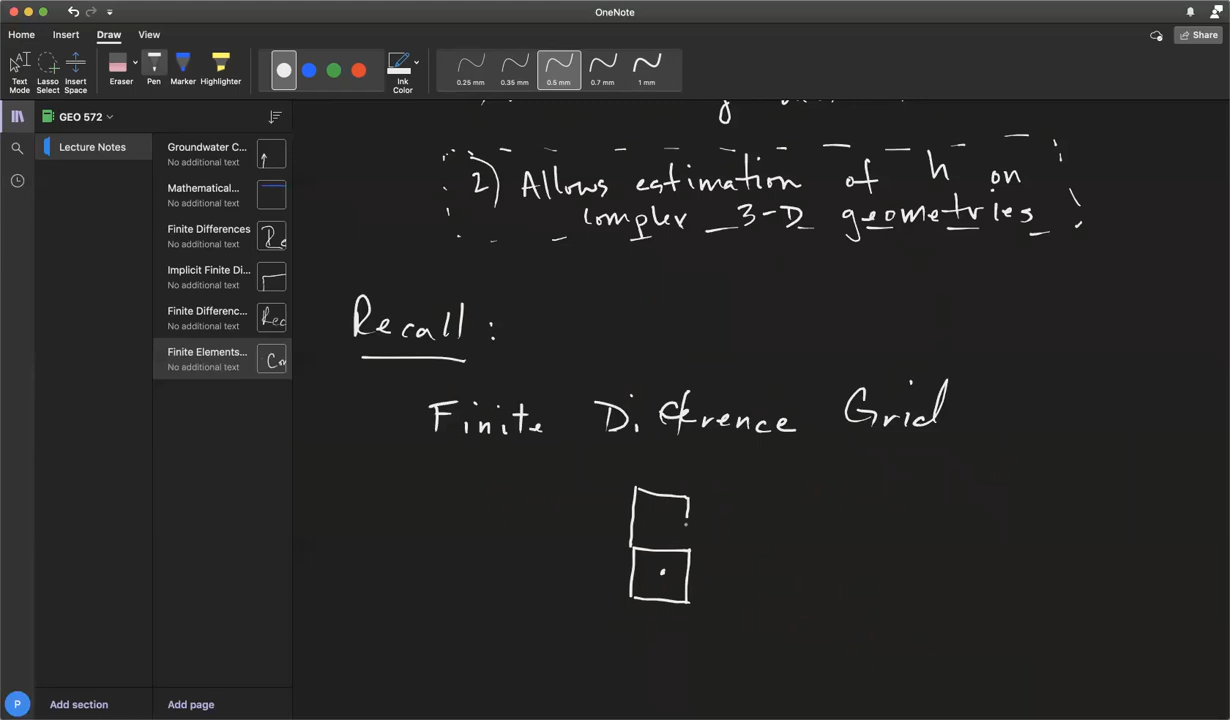 OneNote
Home Insert Draw View
Share
Text Mode
Lasso Select
Insert Space
Eraser
Pen
Marker
Highlighter
Ink Color
0.25 mm
0.35 mm
0.5 mm
0.7 mm
1 mm
GEO 572
Lecture Notes
Groundwater C...
No additional text
Mathematical...
No additional text
Finite Differences
No additional text
Implicit Finite Di...
No additional text
Finite Differenc...
No additional text
Finite Elements...
No additional text
2) Allows estimation of h on
complex 3-D geometries
Recall:
Finite Difference Grid
P
Add section
Add page